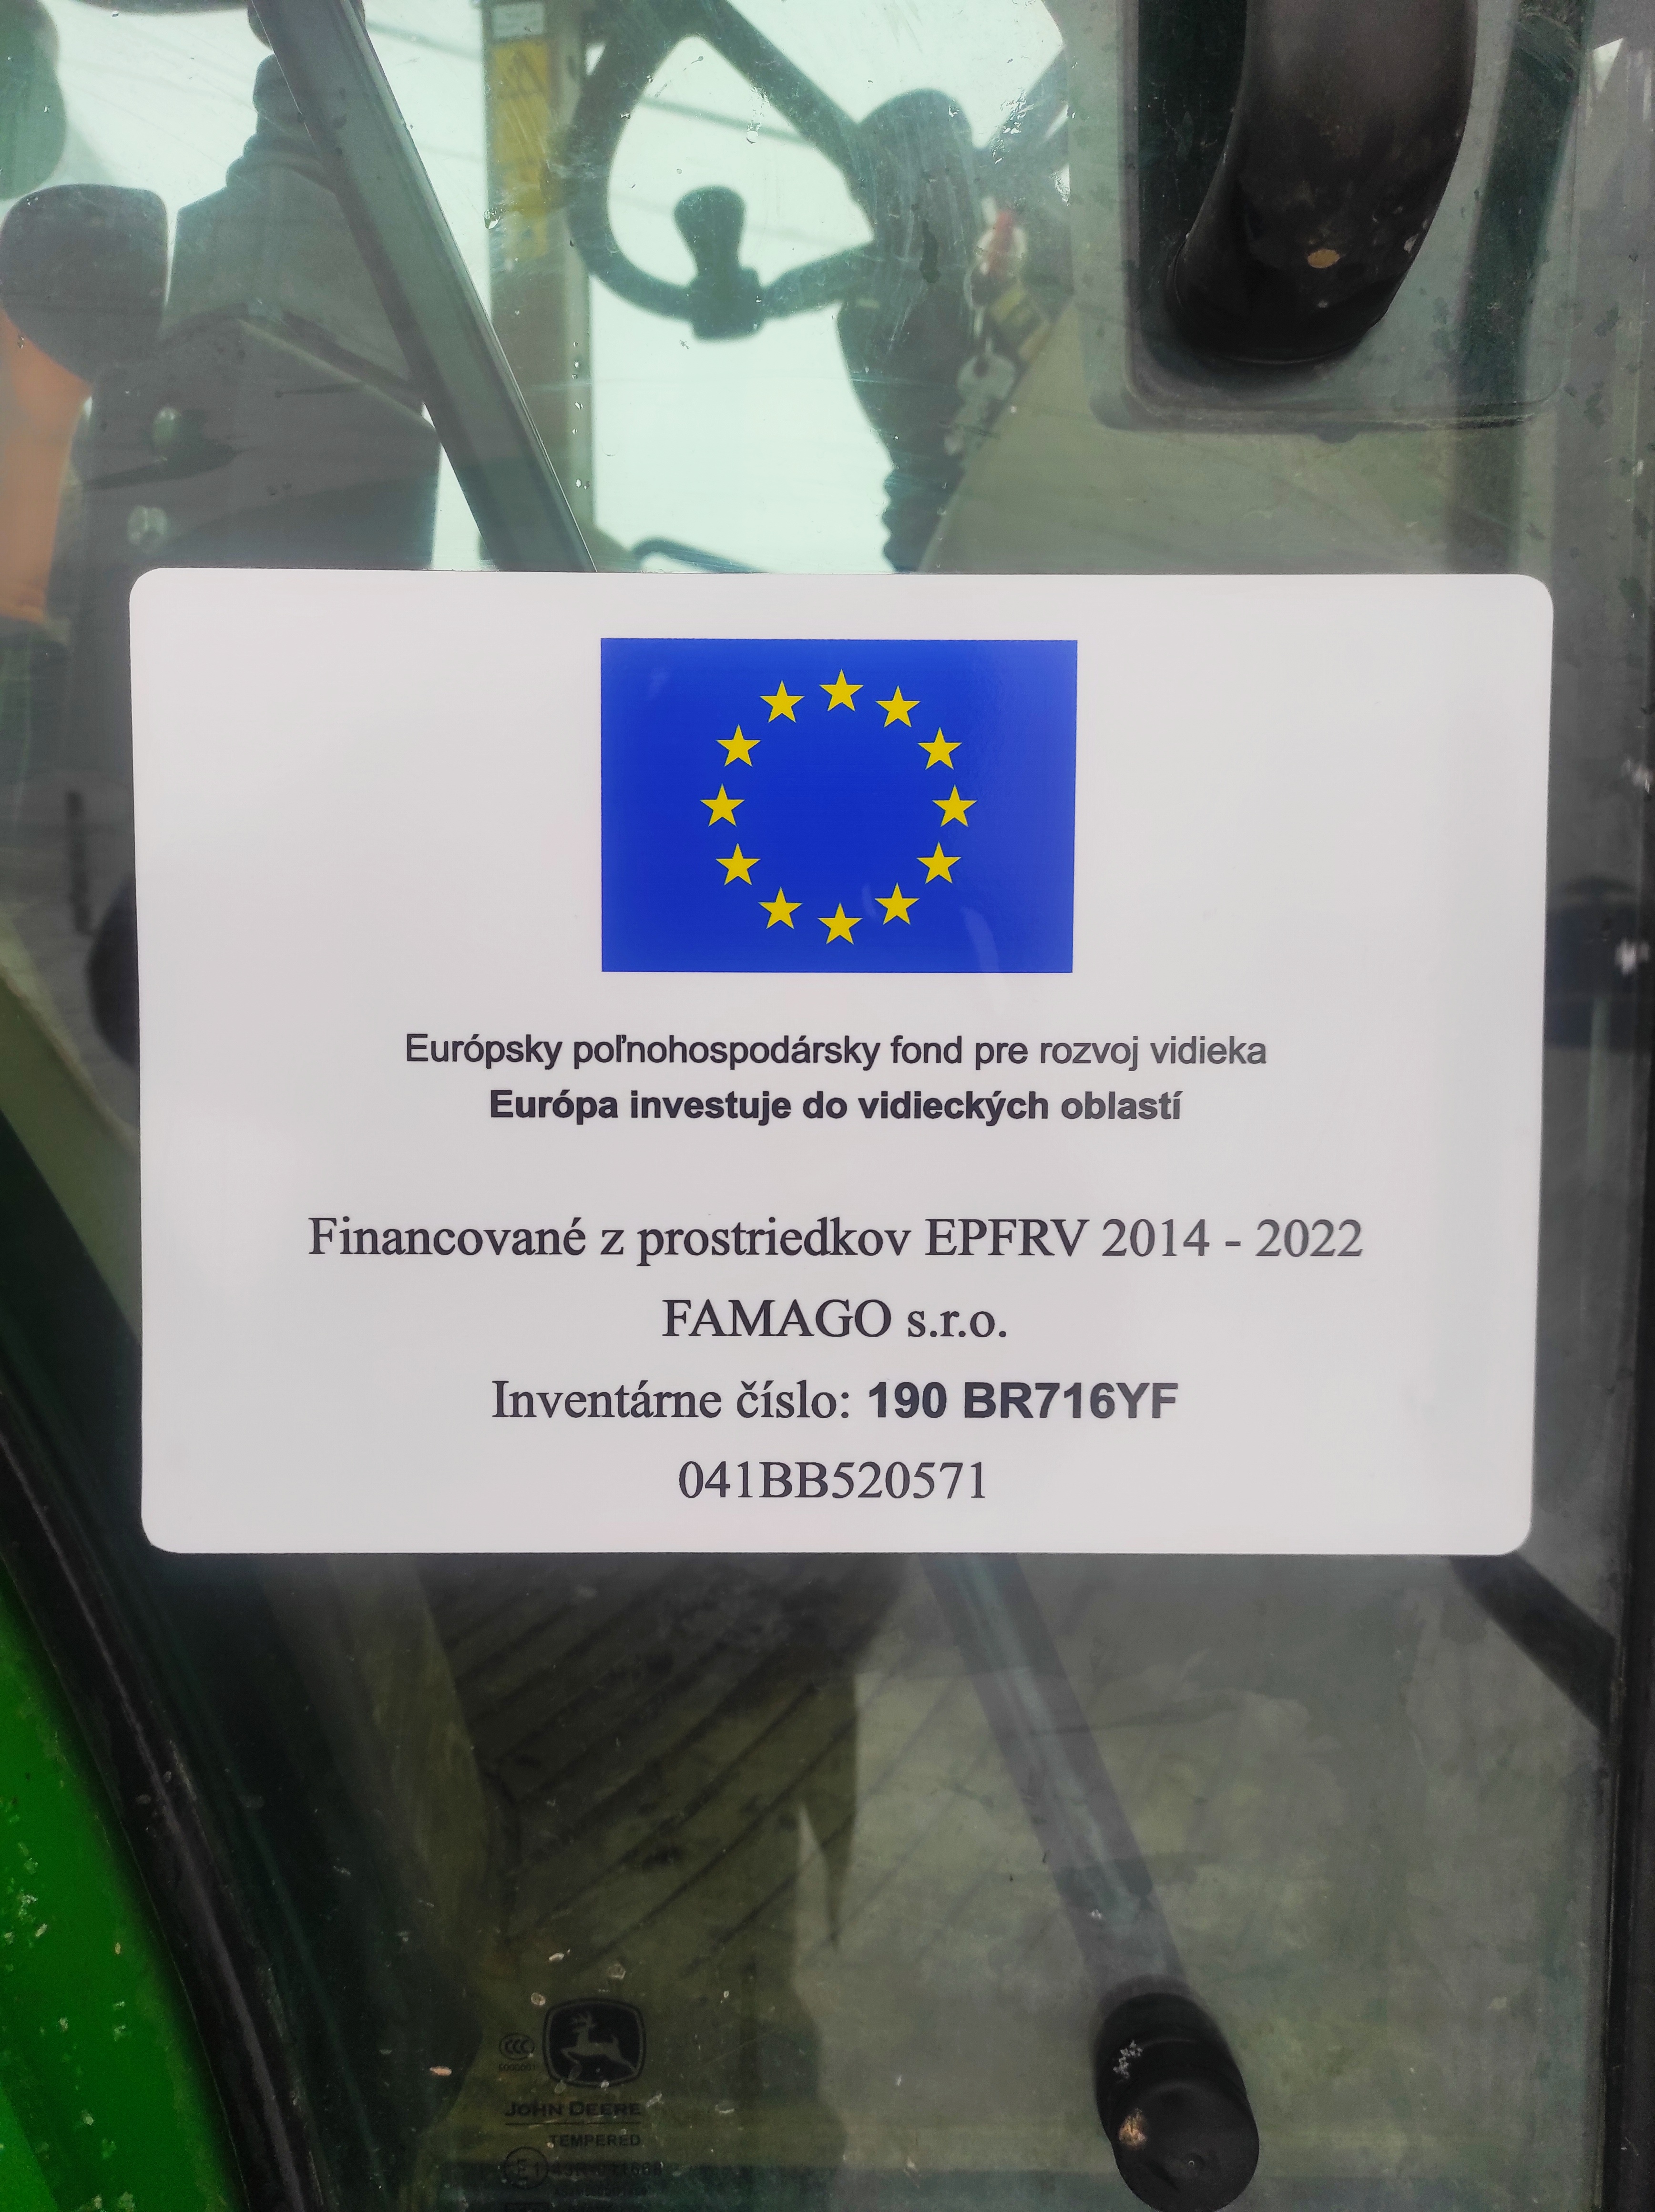 Európsky poľnohospodársky fond pre rozvoj vidieka
Európa investuje do vidieckých oblastí
Financované z prostriedkov EPFRV 2014 - 2022
FAMAGO s.r.o.
Inventárne číslo: 190 BR716YF
041BB520571
JOHN DEERE
TEMPERED